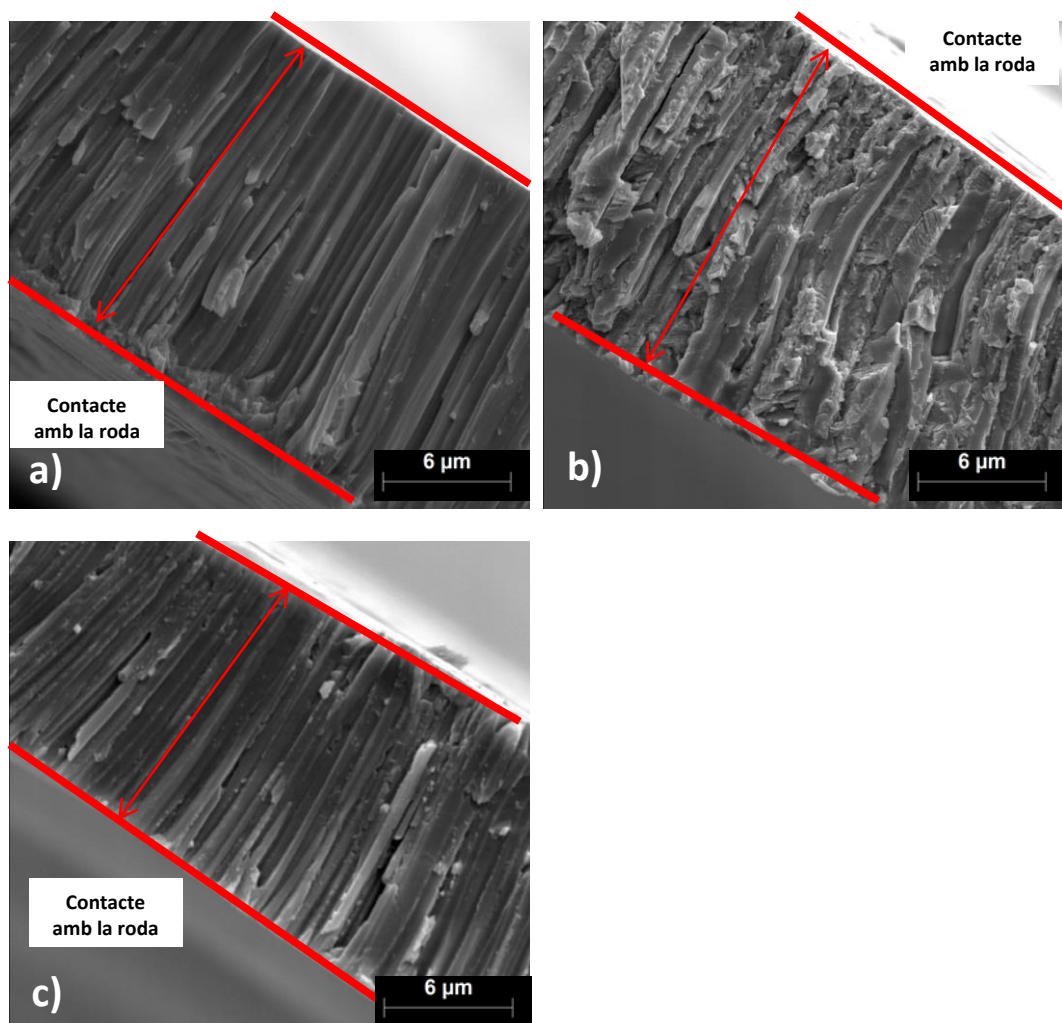 Contacte
amb la roda
Contacte
amb la roda
a)
6 µm
b)
6 µm
Contacte
amb la roda
c)
6 µm